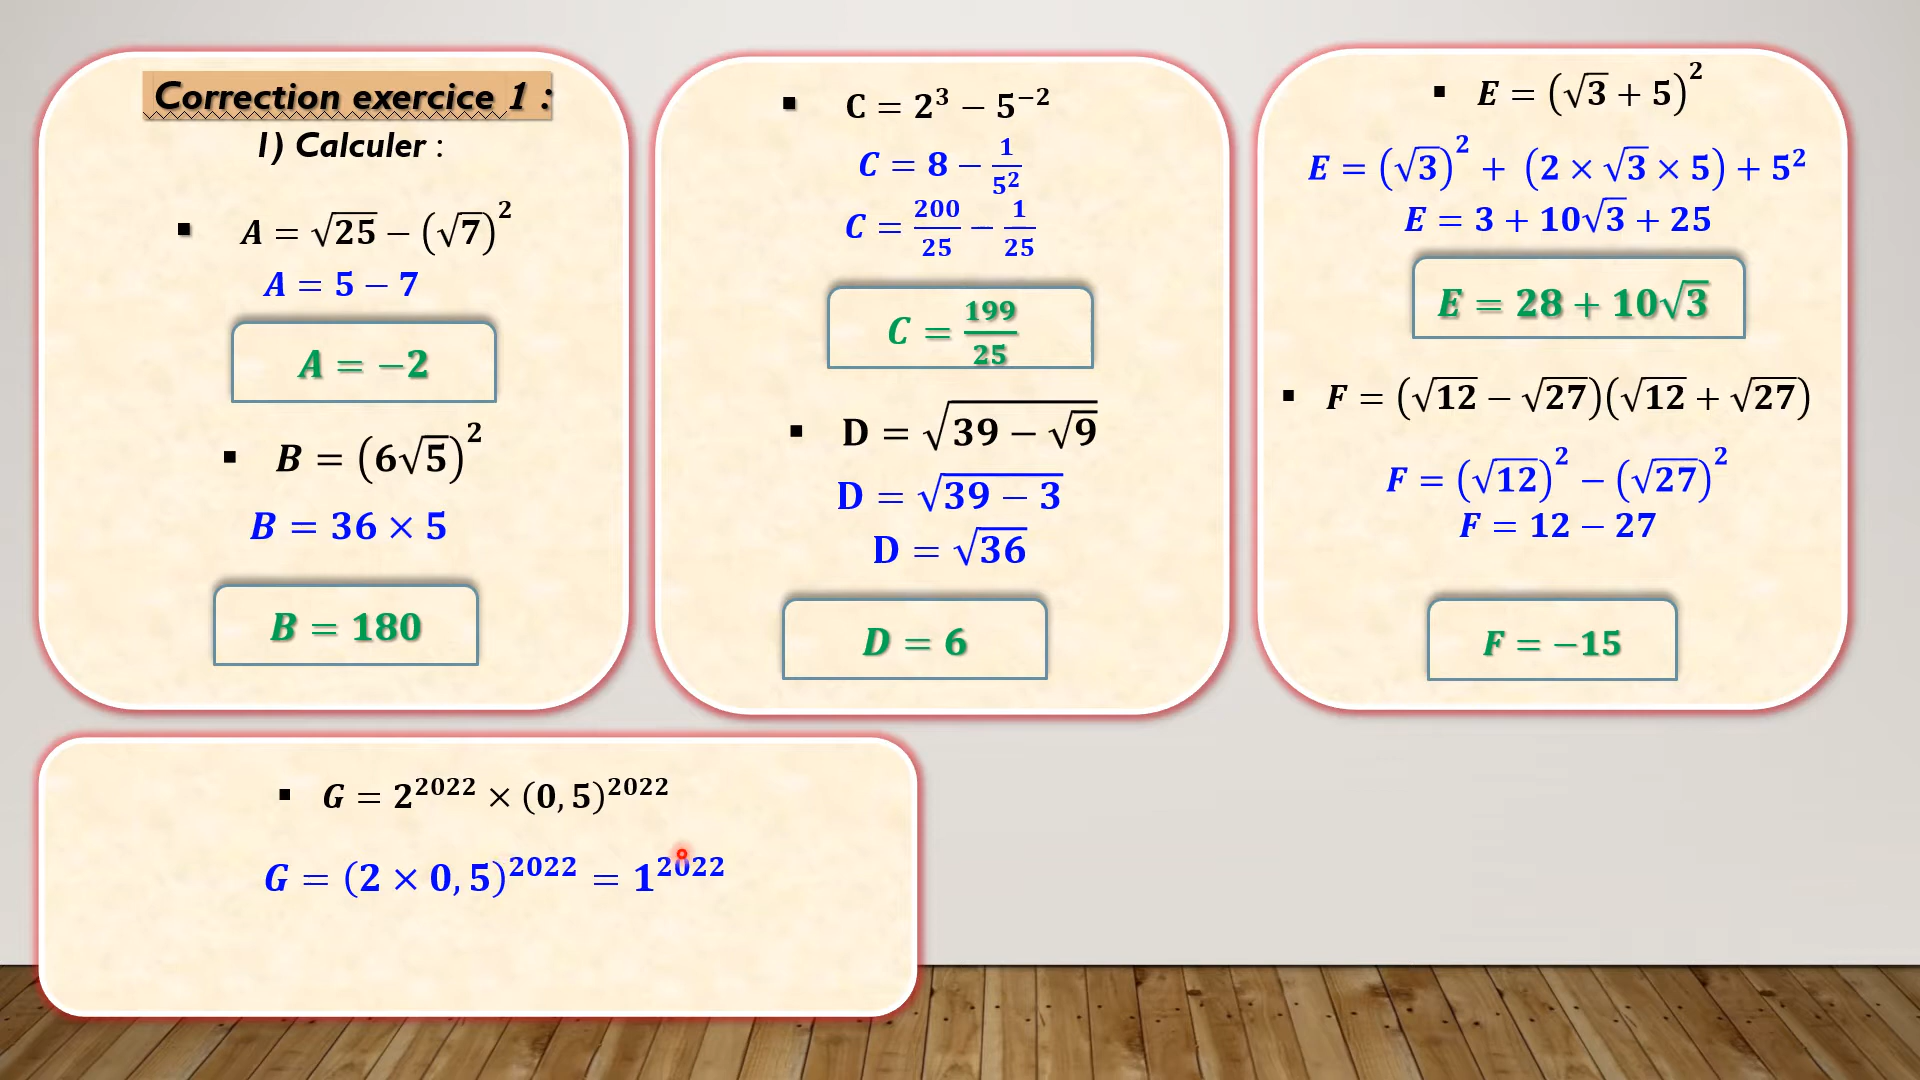 Correction exercice 1 :
1) Calculer :
▪ A = √25 − (√7)²
A = 5 − 7
A = −2
▪ B = (6√5)²
B = 36 × 5
B = 180
▪ C = 2³ − 5⁻²
C = 8 − 1/5²
C = 200/25 − 1/25
C = 199/25
▪ D = √(39 − √9)
D = √(39 − 3)
D = √36
D = 6
▪ E = (√3 + 5)²
E = (√3)² + (2 × √3 × 5) + 5²
E = 3 + 10√3 + 25
E = 28 + 10√3
▪ F = (√12 − √27)(√12 + √27)
F = (√12)² − (√27)²
F = 12 − 27
F = −15
▪ G = 2²⁰²² × (0,5)²⁰²²
G = (2 × 0,5)²⁰²² = 1²⁰²²